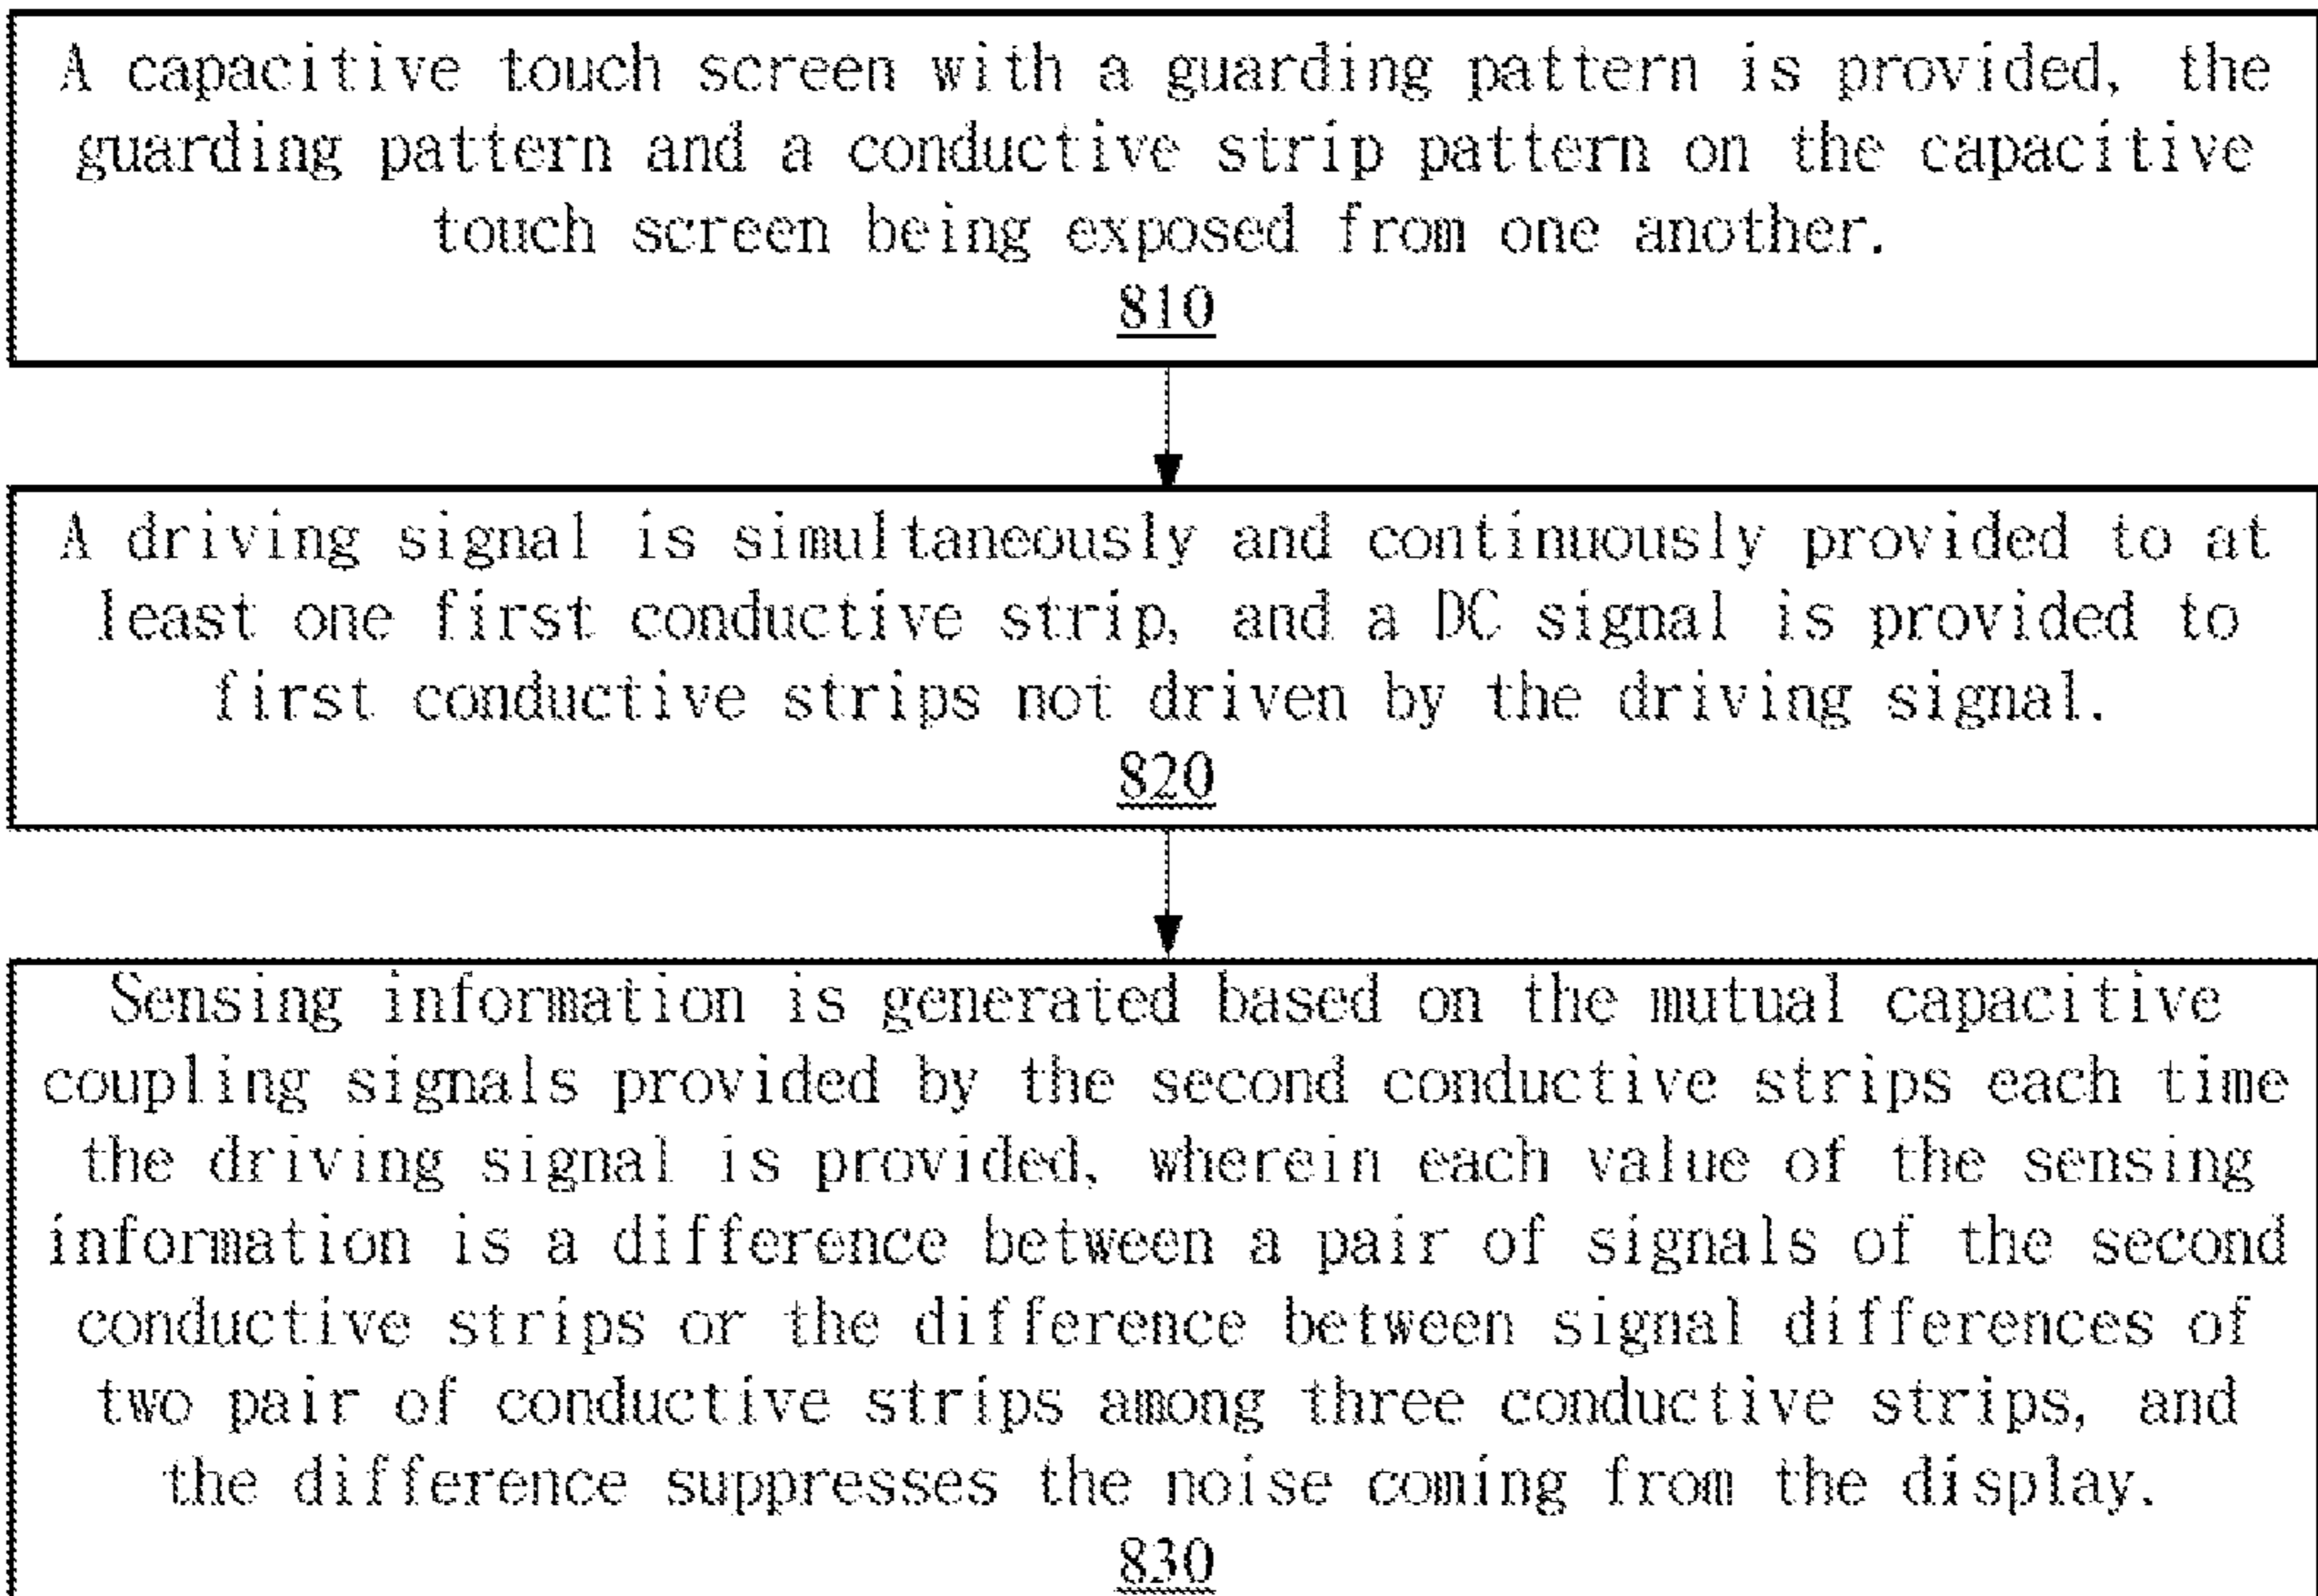 A capacitive touch screen with a guarding pattern is provided, the
guarding pattern and a conductive strip pattern on the capacitive
touch screen being exposed from one another.
810
A driving signal is simultaneously and continuously provided to at
least one first conductive strip, and a DC signal is provided to
first conductive strips not driven by the driving signal.
820
Sensing information is generated based on the mutual capacitive
coupling signals provided by the second conductive strips each time
the driving signal is provided, wherein each value of the sensing
information is a difference between a pair of signals of the second
conductive strips or the difference between signal differences of
two pair of conductive strips among three conductive strips, and
the difference suppresses the noise coming from the display.
830